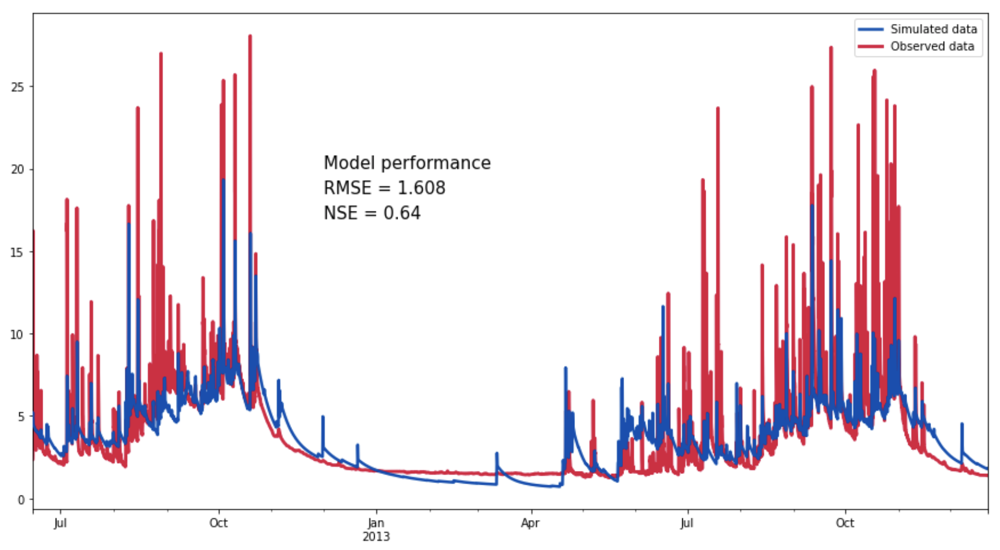 Simulated data
Observed data
25
20
15
10
5
0
Model performance
RMSE = 1.608
NSE = 0.64
Jul
Oct
Jan
2013
Apr
Jul
Oct